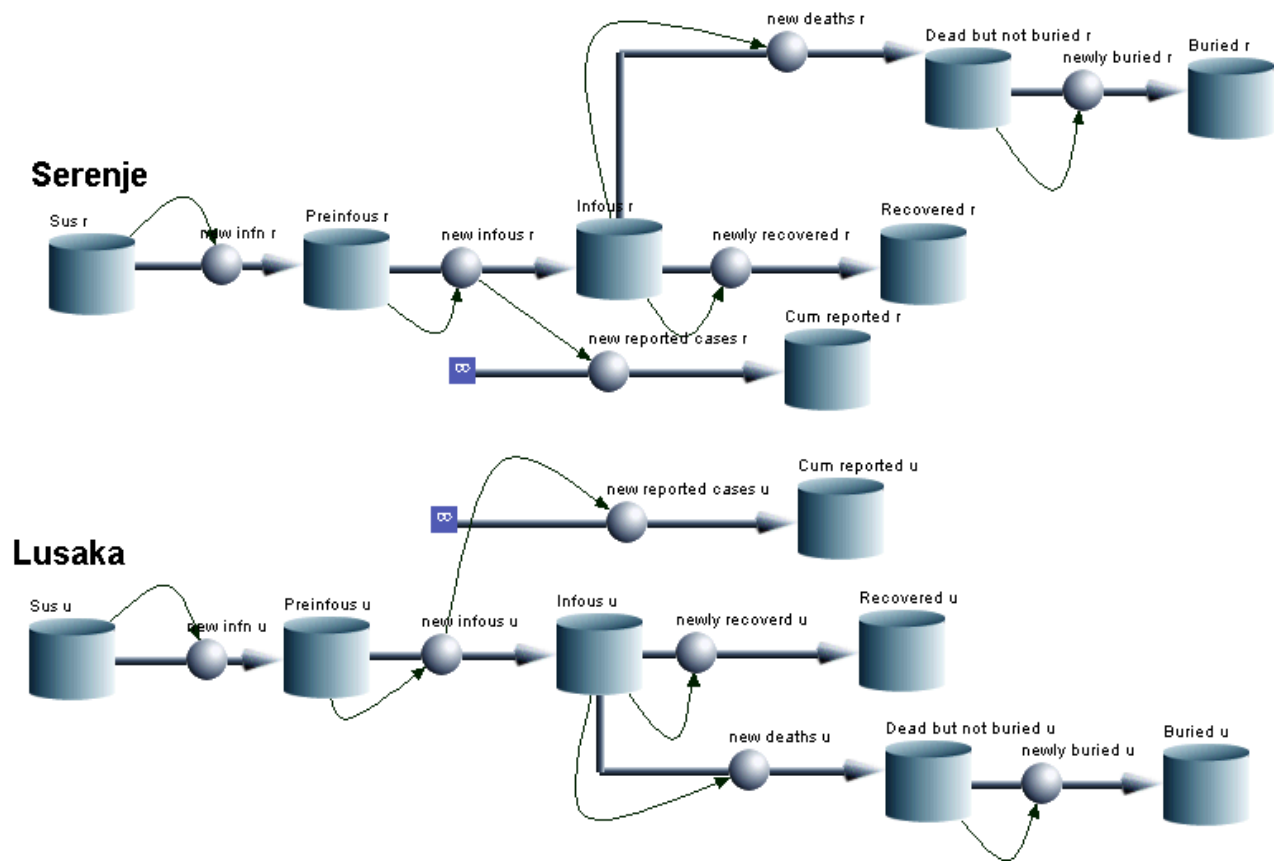 new deaths r
Dead but not buried r
newly buried r
Buried r
Serenje
Sus r
new infn r
Preinfous r
new infous r
Infous r
newly recovered r
Recovered r
new reported cases r
Cum reported r
∞
Cum reported u
new reported cases u
∞
Lusaka
Sus u
new infn u
Preinfous u
new infous u
Infous u
newly recoverd u
Recovered u
new deaths u
Dead but not buried u
newly buried u
Buried u